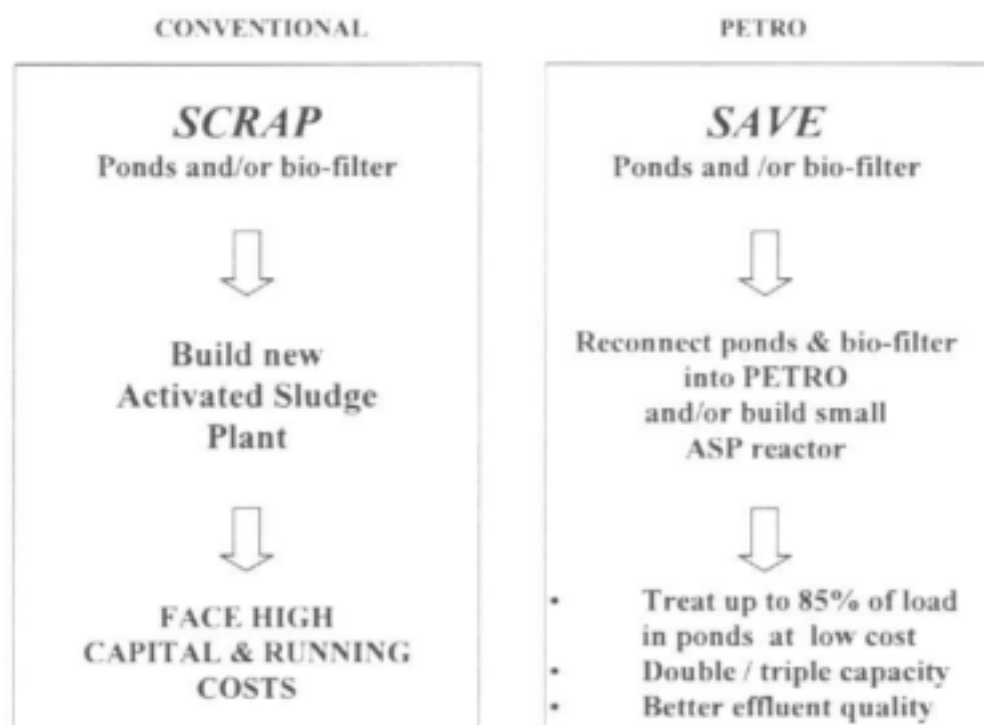 CONVENTIONAL
SCRAP
Ponds and/or bio-filter
Build new
Activated Sludge
Plant
FACE HIGH
CAPITAL & RUNNING
COSTS
PETRO
SAVE
Ponds and /or bio-filter
Reconnect ponds & bio-filter
into PETRO
and/or build small
ASP reactor
• Treat up to 85% of load
in ponds at low cost
• Double / triple capacity
• Better effluent quality